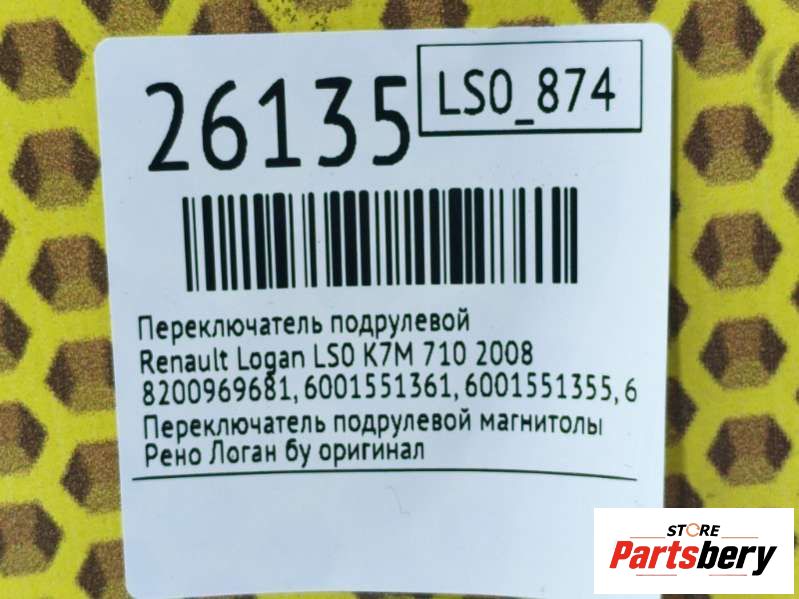 26135
LS0_874
Переключатель подрулевой
Renault Logan LS0 K7M 710 2008
8200969681, 6001551361, 6001551355, 6
Переключатель подрулевой магнитолы
Рено Логан бу оригинал
STORE
Partsbery